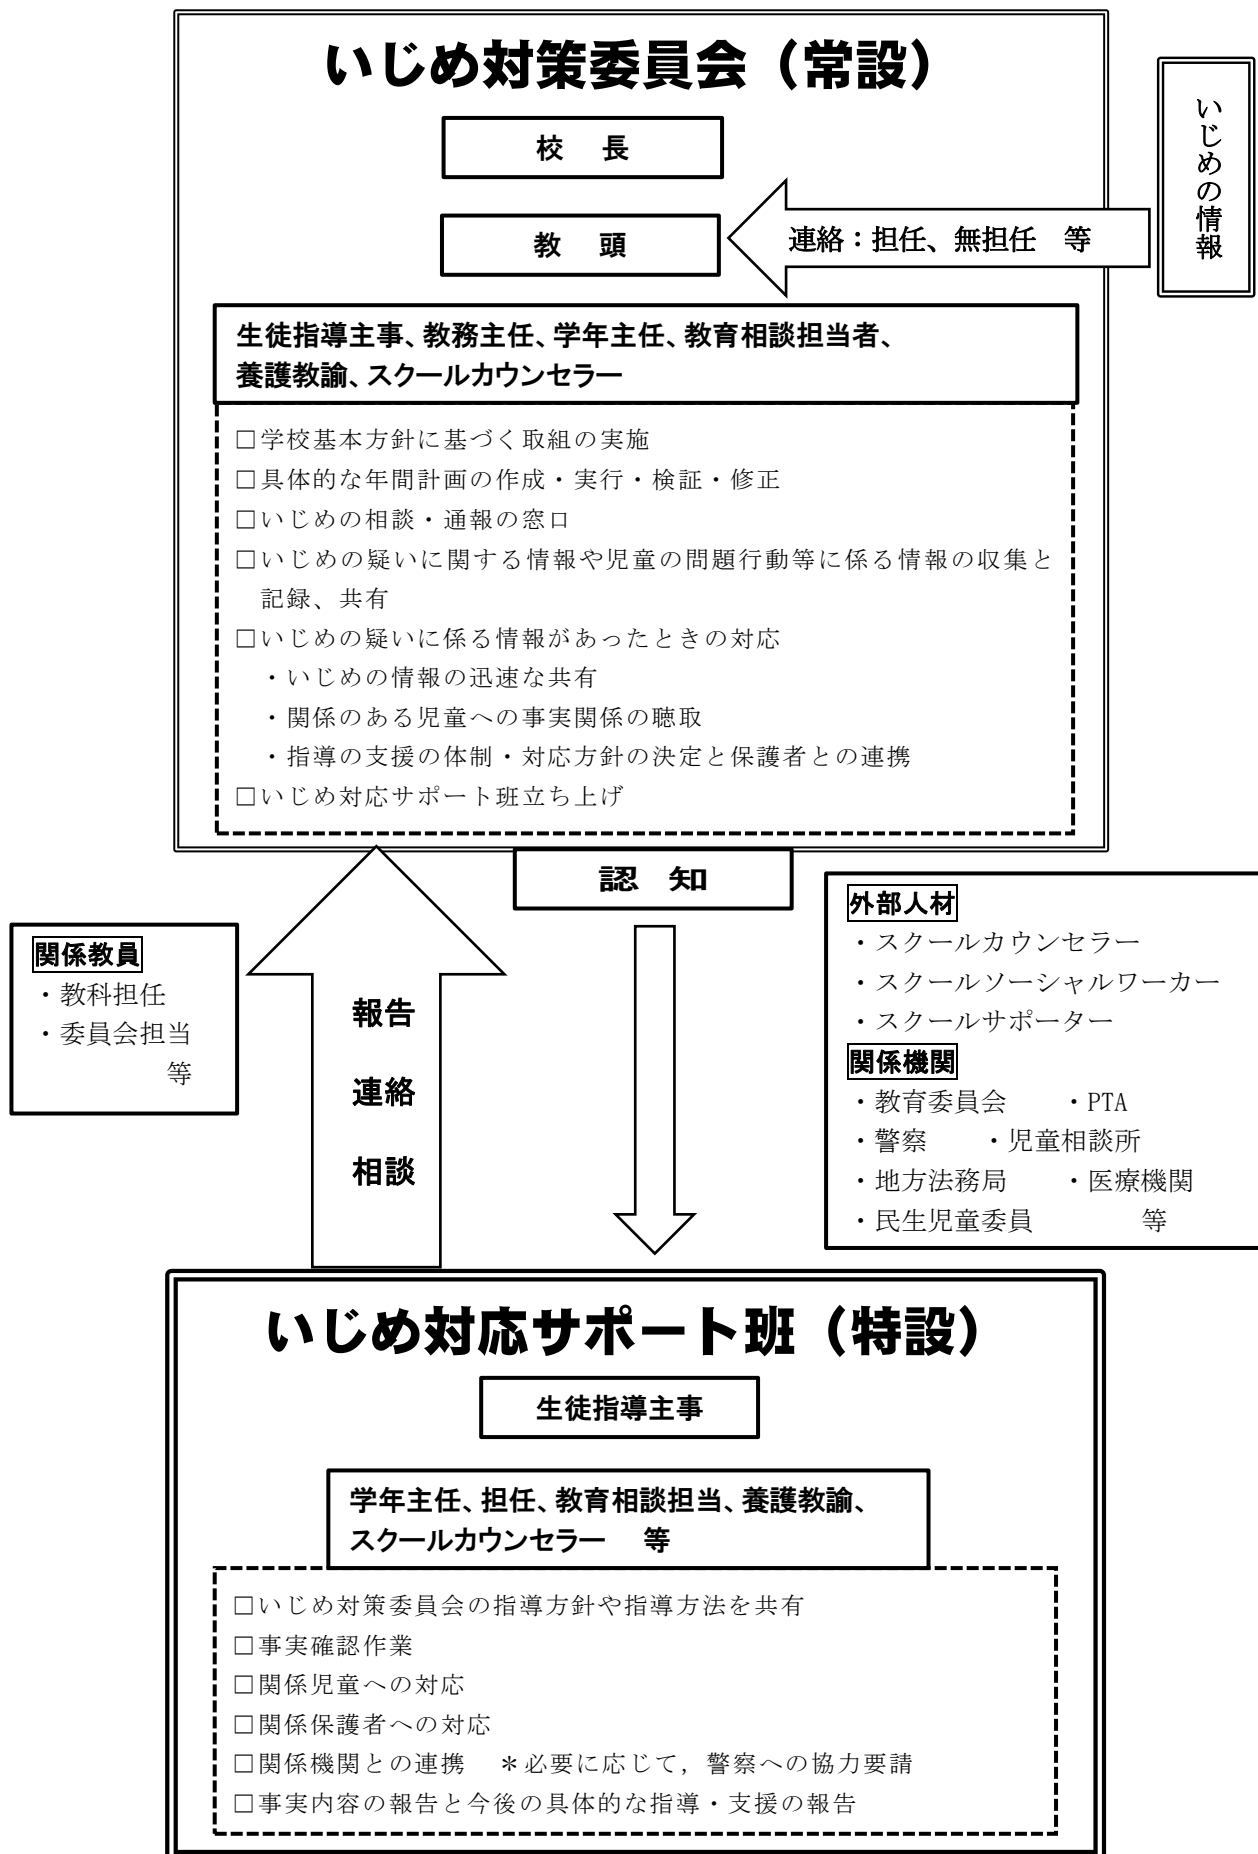 いじめ対策委員会（常設）
校　長
教　頭
連絡：担任、無担任　等
いじめの情報
生徒指導主事、教務主任、学年主任、教育相談担当者、
養護教諭、スクールカウンセラー
□学校基本方針に基づく取組の実施
□具体的な年間計画の作成・実行・検証・修正
□いじめの相談・通報の窓口
□いじめの疑いに関する情報や児童の問題行動等に係る情報の収集と
記録、共有
□いじめの疑いに係る情報があったときの対応
・いじめの情報の迅速な共有
・関係のある児童への事実関係の聴取
・指導の支援の体制・対応方針の決定と保護者との連携
□いじめ対応サポート班立ち上げ
認　知
関係教員
・教科担任
・委員会担当
等
報告
連絡
相談
外部人材
・スクールカウンセラー
・スクールソーシャルワーカー
・スクールサポーター
関係機関
・教育委員会　・PTA
・警察　・児童相談所
・地方法務局　・医療機関
・民生児童委員　等
いじめ対応サポート班（特設）
生徒指導主事
学年主任、担任、教育相談担当、養護教諭、
スクールカウンセラー　等
□いじめ対策委員会の指導方針や指導方法を共有
□事実確認作業
□関係児童への対応
□関係保護者への対応
□関係機関との連携　＊必要に応じて，警察への協力要請
□事実内容の報告と今後の具体的な指導・支援の報告